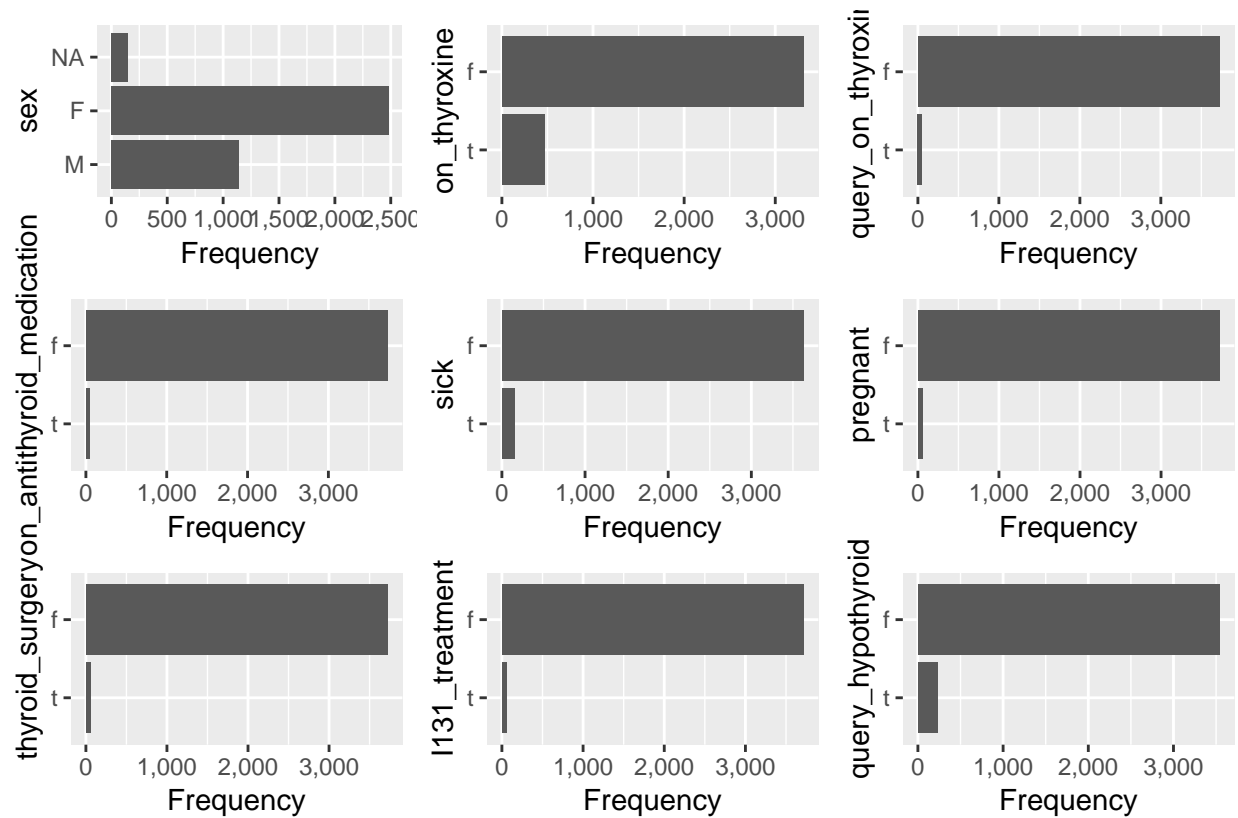 sex
NA
F
M
0 500 1,000 1,500 2,000 2,500
Frequency
on_thyroxine
f
t
0 1,000 2,000 3,000
Frequency
query_on_thyroxin
f
t
0 1,000 2,000 3,000
Frequency
on_antithyroid_medication
f
t
0 1,000 2,000 3,000
Frequency
sick
f
t
0 1,000 2,000 3,000
Frequency
pregnant
f
t
0 1,000 2,000 3,000
Frequency
thyroid_surgery
f
t
0 1,000 2,000 3,000
Frequency
I131_treatment
f
t
0 1,000 2,000 3,000
Frequency
query_hypothyroid
f
t
0 1,000 2,000 3,000
Frequency